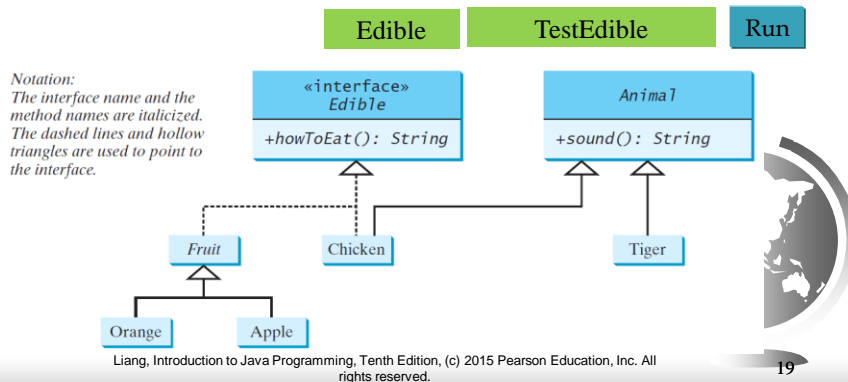 Edible
TestEdible
Run
Notation:
The interface name and the
method names are italicized.
The dashed lines and hollow
triangles are used to point to
the interface.
«interface»
Edible
+howToEat(): String
Animal
+sound(): String
Fruit
Chicken
Tiger
Orange
Apple
Liang, Introduction to Java Programming, Tenth Edition, (c) 2015 Pearson Education, Inc. All
rights reserved.
19